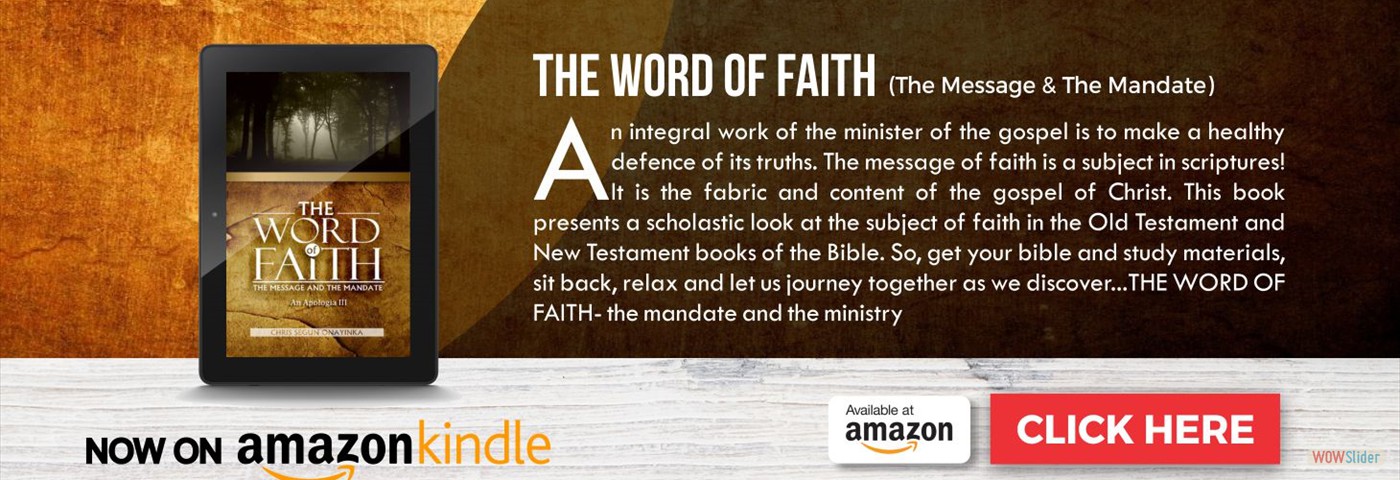 THE WORD OF FAITH (The Message & The Mandate)
An integral work of the minister of the gospel is to make a healthy
defence of its truths. The message of faith is a subject in scriptures!
It is the fabric and content of the gospel of Christ. This book
presents a scholastic look at the subject of faith in the Old Testament and
New Testament books of the Bible. So, get your bible and study materials,
sit back, relax and let us journey together as we discover...THE WORD OF
FAITH- the mandate and the ministry
THE
WORD
of
FAITH
THE MESSAGE AND THE MANDATE
An Apologia III
CHRIS SEGUN ONAYINKA
NOW ON amazonkindle
Available at
amazon
CLICK HERE
WOWSlider